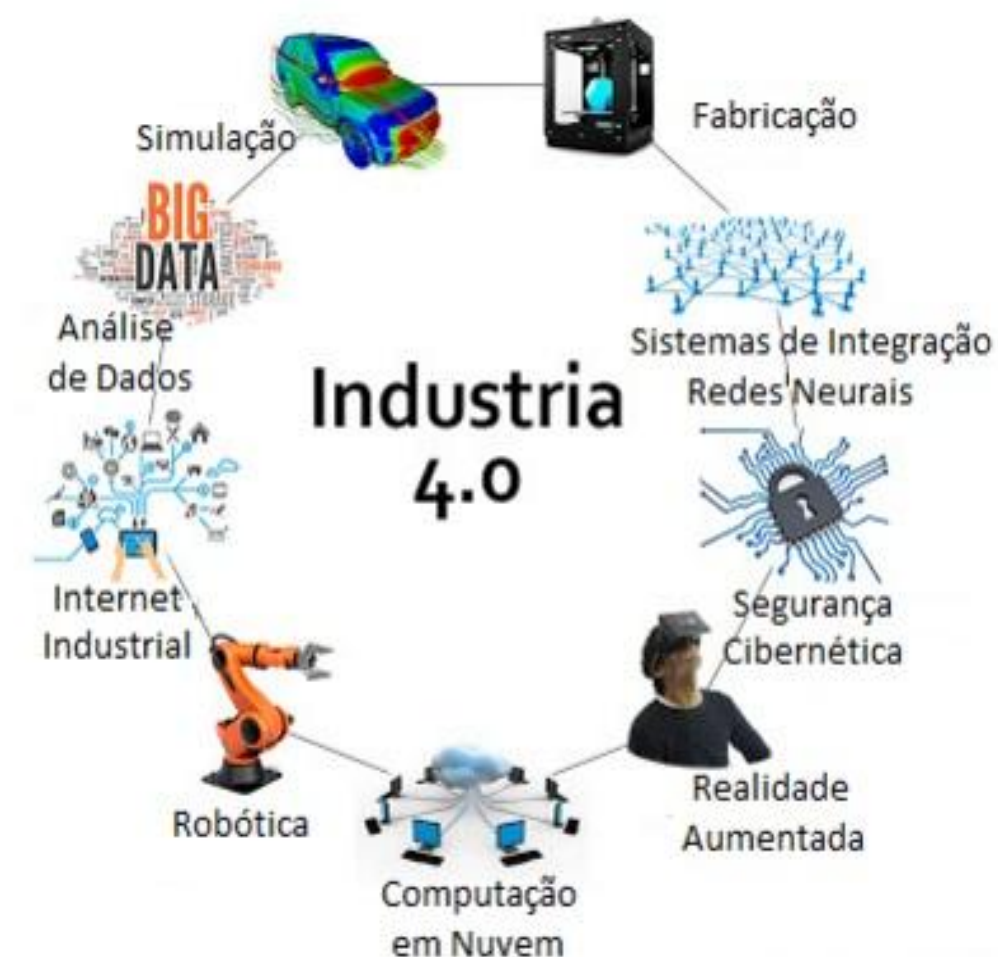 Simulação
Fabricação
BIG
DATA
Análise
de Dados
Sistemas de Integração
Redes Neurais
Industria
4.0
Internet
Industrial
Segurança
Cibernética
Robótica
Realidade
Aumentada
Computação
em Nuvem